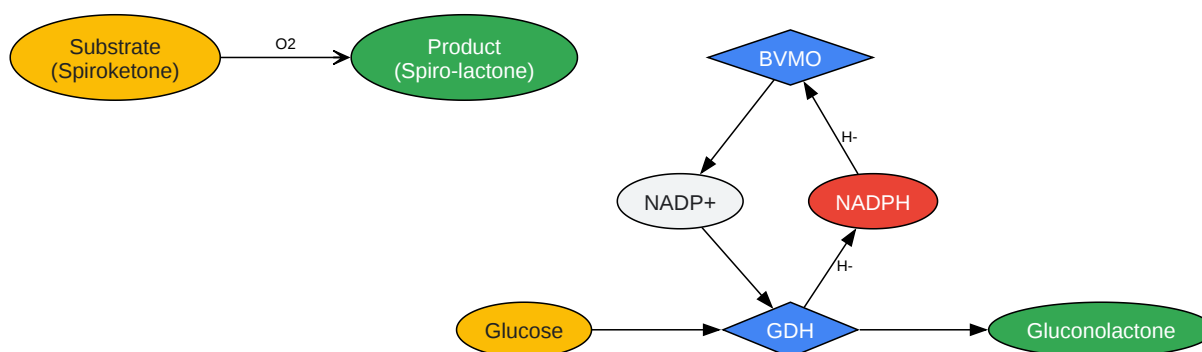 Substrate
(Spiroketone)
O2
Product
(Spiro-lactone)
BVMO
H-
NADP+
NADPH
H-
Glucose
GDH
Gluconolactone